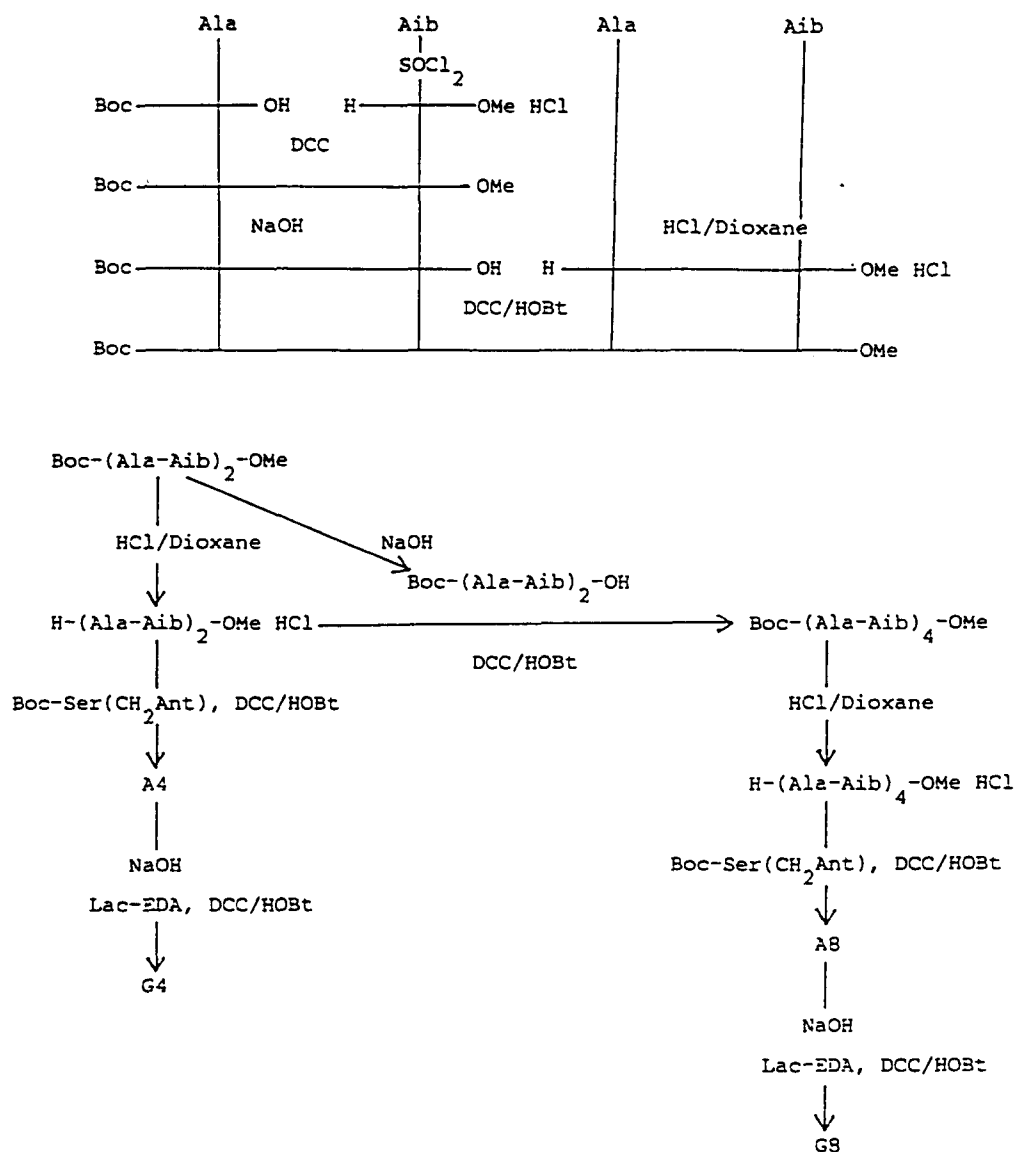 Ala Aib Ala Aib
SOCl2
Boc OH H OMe HCl
DCC
Boc OMe
NaOH HCl/Dioxane
Boc OH H OMe HCl
DCC/HOBt
Boc OMe
Boc-(Ala-Aib)2-OMe
HCl/Dioxane NaOH
Boc-(Ala-Aib)2-OH
H-(Ala-Aib)2-OMe HCl Boc-(Ala-Aib)4-OMe
DCC/HOBt
Boc-Ser(CH2Ant), DCC/HOBt HCl/Dioxane
A4 H-(Ala-Aib)4-OMe HCl
NaOH Boc-Ser(CH2Ant), DCC/HOBt
Lac-EDA, DCC/HOBt
A8
G4
NaOH
Lac-EDA, DCC/HOBt
G8